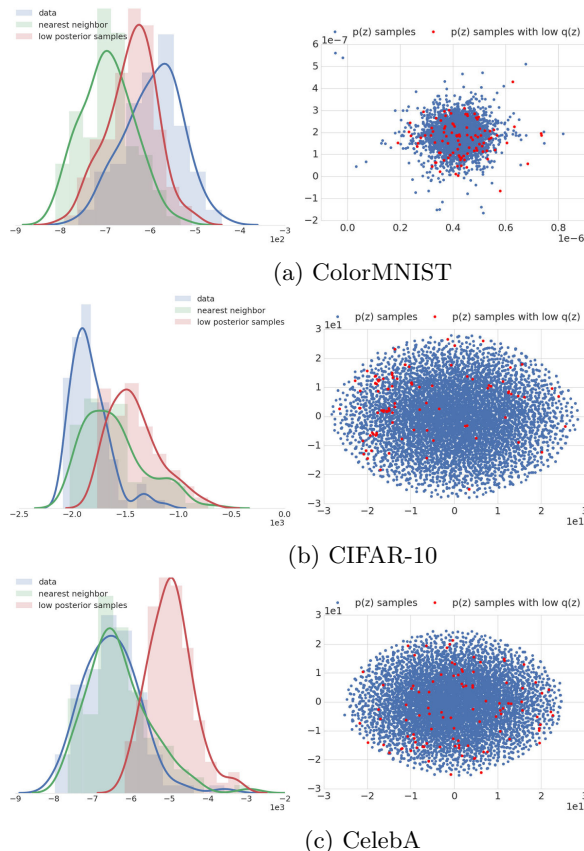 data
nearest neighbor
low posterior samples
−9 −8 −7 −6 −5 −4 −3
1e2
1e−7
p(z) samples p(z) samples with low q(z)
6
5
4
3
2
1
0
−1
−2
0.0 0.2 0.4 0.6 0.8
1e−6
(a) ColorMNIST
data
nearest neighbor
low posterior samples
−2.5 −2.0 −1.5 −1.0 −0.5 0.0
1e3
1e1
p(z) samples p(z) samples with low q(z)
3
2
1
0
−1
−2
−3
−3 −2 −1 0 1 2 3
1e1
(b) CIFAR-10
data
nearest neighbor
low posterior samples
−9 −8 −7 −6 −5 −4 −3 −2
1e4
1e1
p(z) samples p(z) samples with low q(z)
3
2
1
0
−1
−2
−3
−3 −2 −1 0 1 2 3
1e1
(c) CelebA